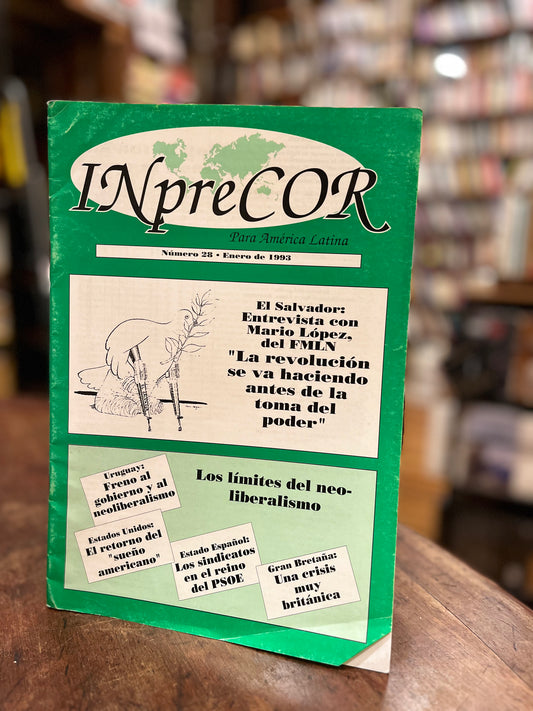 INpreCOR
Para América Latina
Número 28 • Enero de 1993
El Salvador:
Entrevista con
Mario López,
del FMLN
"La revolución
se va haciendo
antes de la
toma del
poder"
Los límites del neo-
liberalismo
Uruguay:
Freno al
gobierno y al
neoliberalismo
Estados Unidos:
El retorno del
"sueño
americano"
Estado Español:
Los sindicatos
en el reino
del PSOE
Gran Bretaña:
Una crisis
muy
británica